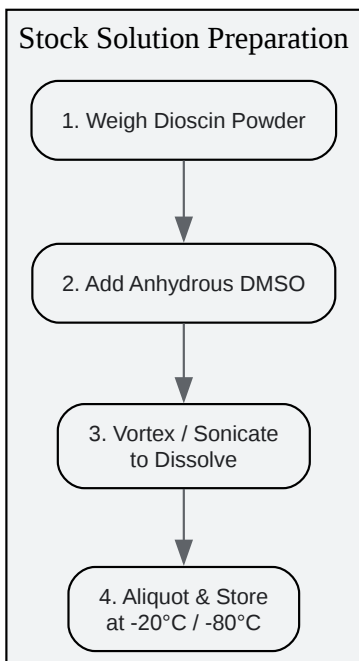 Stock Solution Preparation
1. Weigh Dioscin Powder
2. Add Anhydrous DMSO
3. Vortex / Sonicate
to Dissolve
4. Aliquot & Store
at -20°C / -80°C